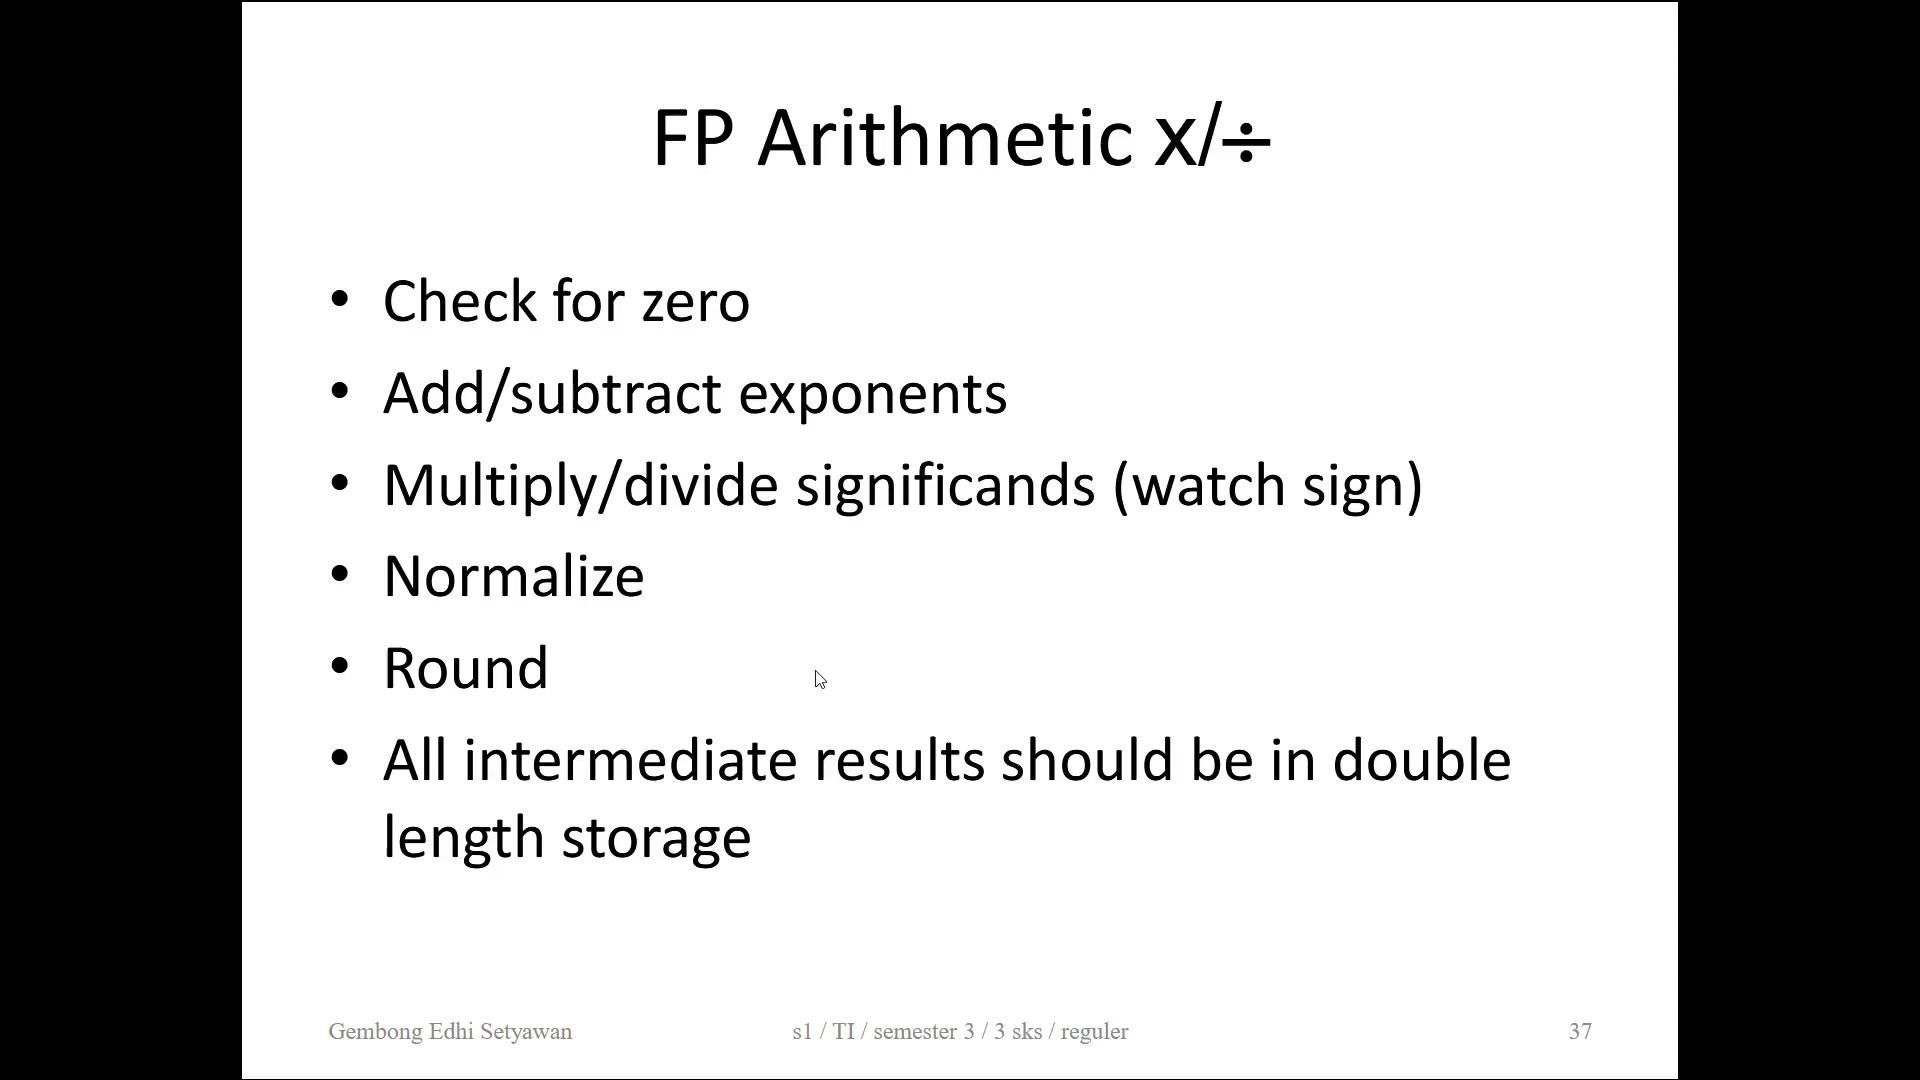 FP Arithmetic x/÷
• Check for zero
• Add/subtract exponents
• Multiply/divide significands (watch sign)
• Normalize
• Round
• All intermediate results should be in double
length storage
Gembong Edhi Setyawan
s1 / TI / semester 3 / 3 sks / reguler
37